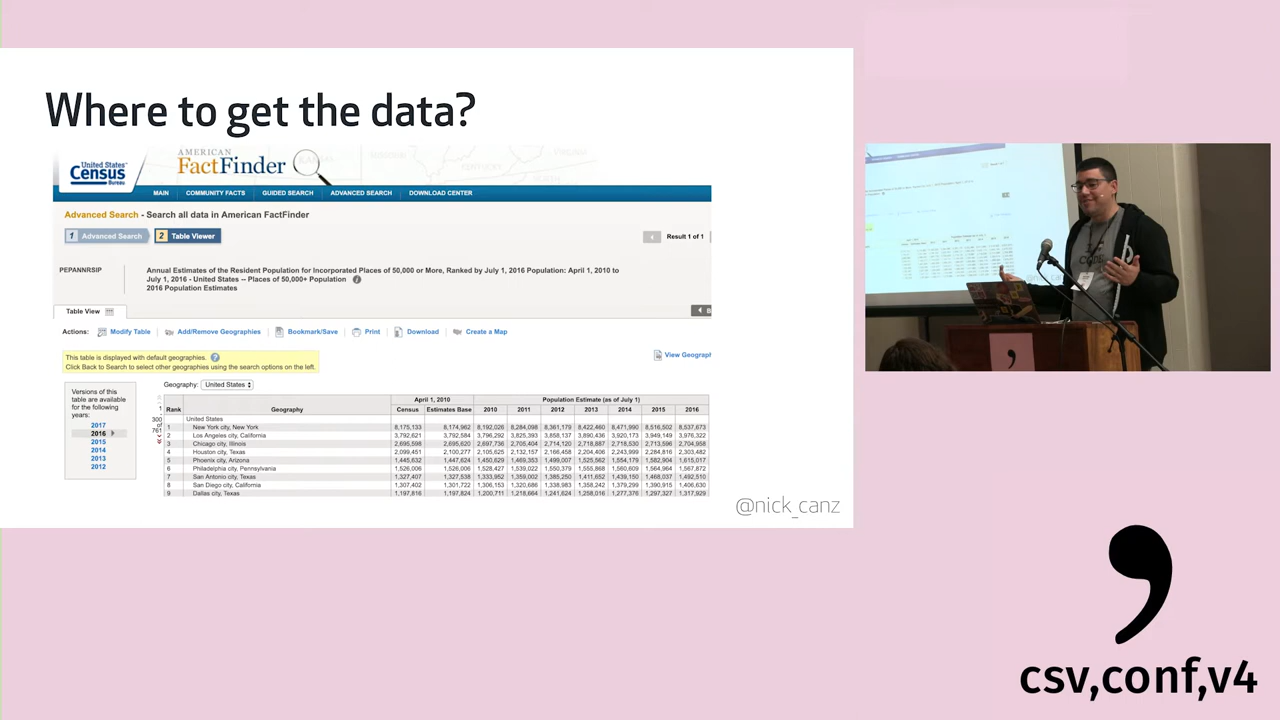 Where to get the data?
United States
Census
Bureau
AMERICAN
FactFinder
MAIN COMMUNITY FACTS GUIDED SEARCH ADVANCED SEARCH DOWNLOAD CENTER
Advanced Search - Search all data in American FactFinder
1 Advanced Search 2 Table Viewer Result 1 of 1
PEPANNRSIP Annual Estimates of the Resident Population for Incorporated Places of 50,000 or More, Ranked by July 1, 2016 Population: April 1, 2010 to
July 1, 2016 - United States -- Places of 50,000+ Population
2016 Population Estimates
Table View
Actions: Modify Table Add/Remove Geographies Bookmark/Save Print Download Create a Map
This table is displayed with default geographies.
Click Back to Search to select other geographies using the search options on the left.
View Geograph
Versions of this
table are available
for the following
years:
2017
2016
2015
2014
2013
2012
Geography: United States
1
300
of
761
April 1, 2010 Population Estimate (as of July 1)
Rank Geography Census Estimates Base 2010 2011 2012 2013 2014 2015 2016
United States
1 New York city, New York 8,175,133 8,174,962 8,192,026 8,284,098 8,361,179 8,422,460 8,471,990 8,516,502 8,537,673
2 Los Angeles city, California 3,792,621 3,792,584 3,796,292 3,825,393 3,858,137 3,890,436 3,920,173 3,949,149 3,976,322
3 Chicago city, Illinois 2,695,598 2,695,620 2,697,736 2,705,404 2,714,120 2,718,887 2,718,530 2,713,596 2,704,958
4 Houston city, Texas 2,099,451 2,100,277 2,105,625 2,132,157 2,166,458 2,204,406 2,243,999 2,284,816 2,303,482
5 Phoenix city, Arizona 1,445,632 1,447,624 1,450,629 1,469,353 1,499,007 1,525,562 1,554,179 1,582,904 1,615,017
6 Philadelphia city, Pennsylvania 1,526,006 1,526,006 1,528,427 1,539,022 1,550,379 1,555,868 1,560,609 1,564,964 1,567,872
7 San Antonio city, Texas 1,327,407 1,327,538 1,333,952 1,359,002 1,385,250 1,411,652 1,439,150 1,468,037 1,492,510
8 San Diego city, California 1,307,402 1,301,722 1,306,153 1,320,686 1,338,983 1,358,242 1,379,299 1,390,915 1,406,630
9 Dallas city, Texas 1,197,816 1,197,824 1,200,711 1,218,664 1,241,624 1,258,016 1,277,376 1,297,327 1,317,929
@nick_canz
csv,conf,v4